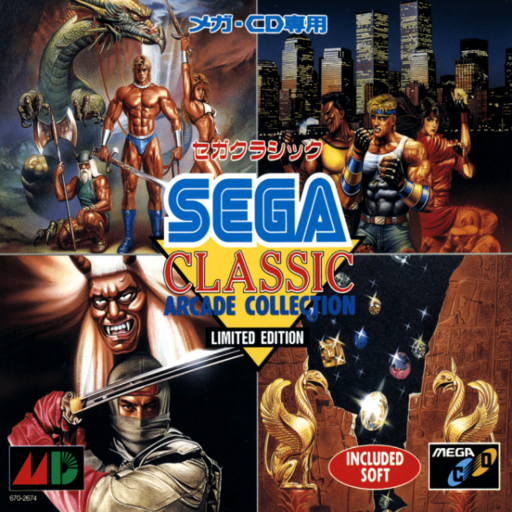 メガ・CD専用
セガクラシック
SEGA
CLASSIC
ARCADE COLLECTION
LIMITED EDITION
MD
670-2674
INCLUDED
SOFT
MEGA
CD